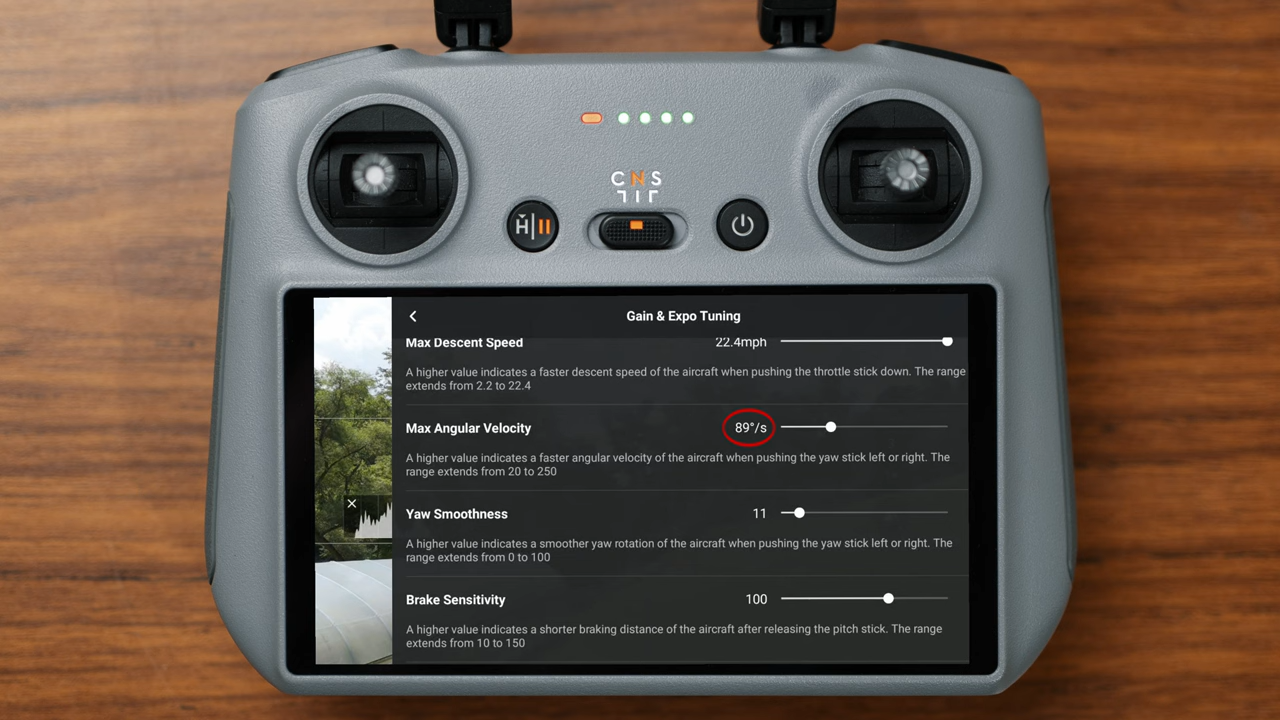 C N S
H
Gain & Expo Tuning
Max Descent Speed 22.4mph
A higher value indicates a faster descent speed of the aircraft when pushing the throttle stick down. The range
extends from 2.2 to 22.4
Max Angular Velocity 89°/s
A higher value indicates a faster angular velocity of the aircraft when pushing the yaw stick left or right. The
range extends from 20 to 250
Yaw Smoothness 11
A higher value indicates a smoother yaw rotation of the aircraft when pushing the yaw stick left or right. The
range extends from 0 to 100
Brake Sensitivity 100
A higher value indicates a shorter braking distance of the aircraft after releasing the pitch stick. The range
extends from 10 to 150